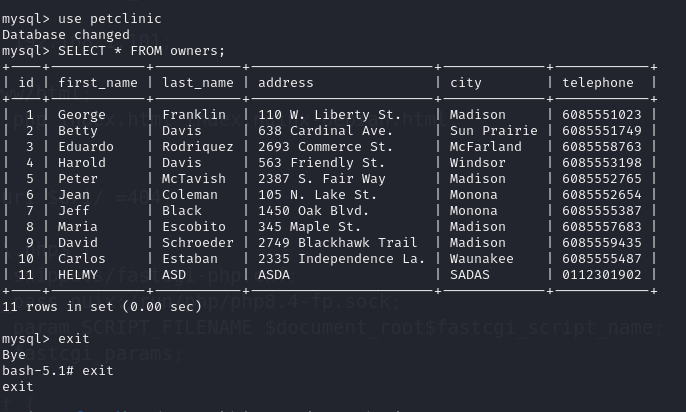 mysql> use petclinic
Database changed
mysql> SELECT * FROM owners;
+----+------------+-----------+-----------------------+-------------+------------+
| id | first_name | last_name | address               | city        | telephone  |
+----+------------+-----------+-----------------------+-------------+------------+
|  1 | George     | Franklin  | 110 W. Liberty St.    | Madison     | 6085551023 |
|  2 | Betty      | Davis     | 638 Cardinal Ave.     | Sun Prairie | 6085551749 |
|  3 | Eduardo    | Rodriquez | 2693 Commerce St.     | McFarland   | 6085558763 |
|  4 | Harold     | Davis     | 563 Friendly St.      | Windsor     | 6085553198 |
|  5 | Peter      | McTavish  | 2387 S. Fair Way      | Madison     | 6085552765 |
|  6 | Jean       | Coleman   | 105 N. Lake St.       | Monona      | 6085552654 |
|  7 | Jeff       | Black     | 1450 Oak Blvd.        | Monona      | 6085555387 |
|  8 | Maria      | Escobito  | 345 Maple St.         | Madison     | 6085557683 |
|  9 | David      | Schroeder | 2749 Blackhawk Trail  | Madison     | 6085559435 |
| 10 | Carlos     | Estaban   | 2335 Independence La. | Waunakee    | 6085555487 |
| 11 | HELMY      | ASD       | ASDA                  | SADAS       | 0112301902 |
+----+------------+-----------+-----------------------+-------------+------------+
11 rows in set (0.00 sec)
mysql> exit
Bye
bash-5.1# exit
exit